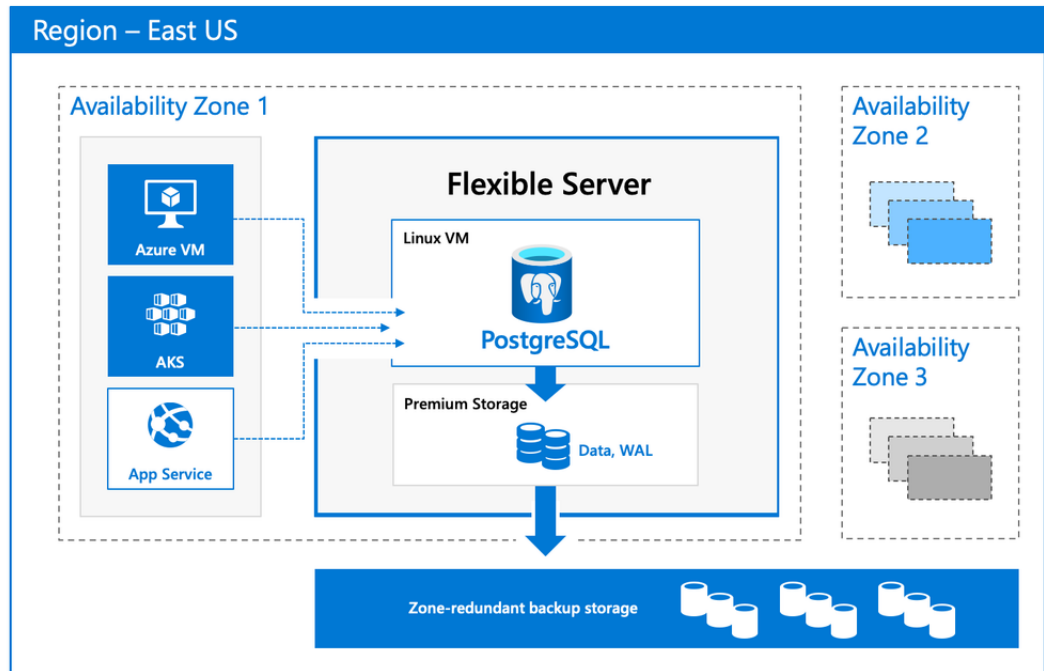 Region – East US
Availability Zone 1
Azure VM
AKS
App Service
Flexible Server
Linux VM
PostgreSQL
Premium Storage
Data, WAL
Availability
Zone 2
Availability
Zone 3
Zone-redundant backup storage